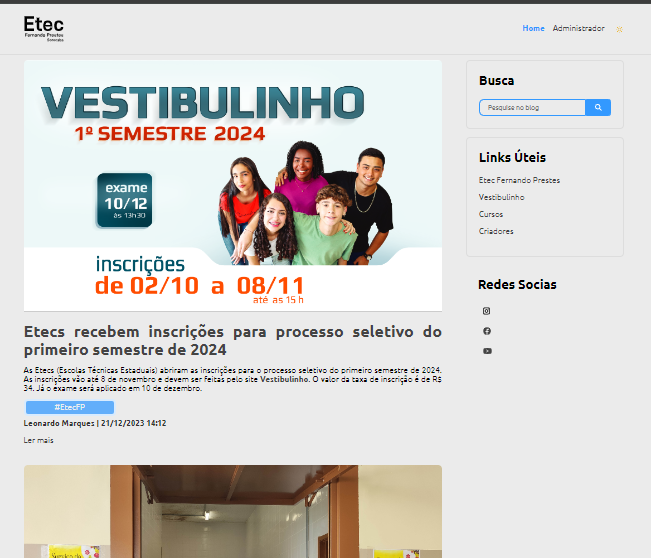 Etec
Fernando Prestes
Sorocaba
Home Administrador
VESTIBULINHO
1º SEMESTRE 2024
exame
10/12
às 13h30
inscrições
de 02/10 a 08/11
até as 15 h
Etecs recebem inscrições para processo seletivo do
primeiro semestre de 2024
As Etecs (Escolas Técnicas Estaduais) abriram as inscrições para o processo seletivo do primeiro semestre de 2024.
As inscrições vão até 8 de novembro e devem ser feitas pelo site Vestibulinho. O valor da taxa de inscrição é de R$
34. Já o exame será aplicado em 10 de dezembro.
#EtecFP
Leonardo Marques | 21/12/2023 14:12
Ler mais
Busca
Pesquise no blog
Links Úteis
Etec Fernando Prestes
Vestibulinho
Cursos
Criadores
Redes Socias